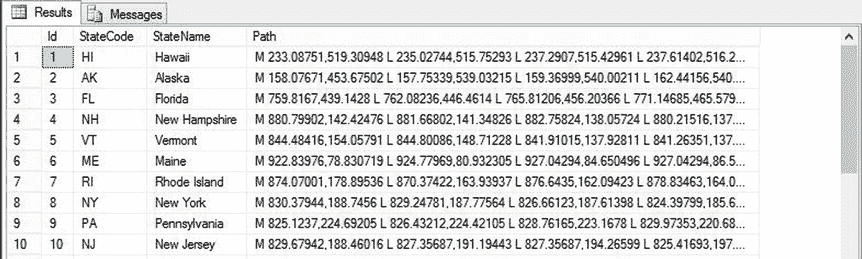 Results Messages
Id StateCode StateName Path
1 1 HI Hawaii M 233.08751,519.30948 L 235.02744,515.75293 L 237.2907,515.42961 L 237.61402,516.2...
2 2 AK Alaska M 158.07671,453.67502 L 157.75339,539.03215 L 159.36999,540.00211 L 162.44156,540....
3 3 FL Florida M 759.8167,439.1428 L 762.08236,446.4614 L 765.81206,456.20366 L 771.14685,465.579...
4 4 NH New Hampshire M 880.79902,142.42476 L 881.66802,141.34826 L 882.75824,138.05724 L 880.21516,137....
5 5 VT Vermont M 844.48416,154.05791 L 844.80086,148.71228 L 841.91015,137.92811 L 841.26351,137....
6 6 ME Maine M 922.83976,78.830719 L 924.77969,80.932305 L 927.04294,84.650496 L 927.04294,86.5...
7 7 RI Rhode Island M 874.07001,178.89536 L 870.37422,163.93937 L 876.6435,162.09423 L 878.83463,164.0...
8 8 NY New York M 830.37944,188.7456 L 829.24781,187.77564 L 826.66123,187.61398 L 824.39799,185.6...
9 9 PA Pennsylvania M 825.1237,224.69205 L 826.43212,224.42105 L 828.76165,223.1678 L 829.97353,220.68...
10 10 NJ New Jersey M 829.67942,188.46016 L 827.35687,191.19443 L 827.35687,194.26599 L 825.41693,197....